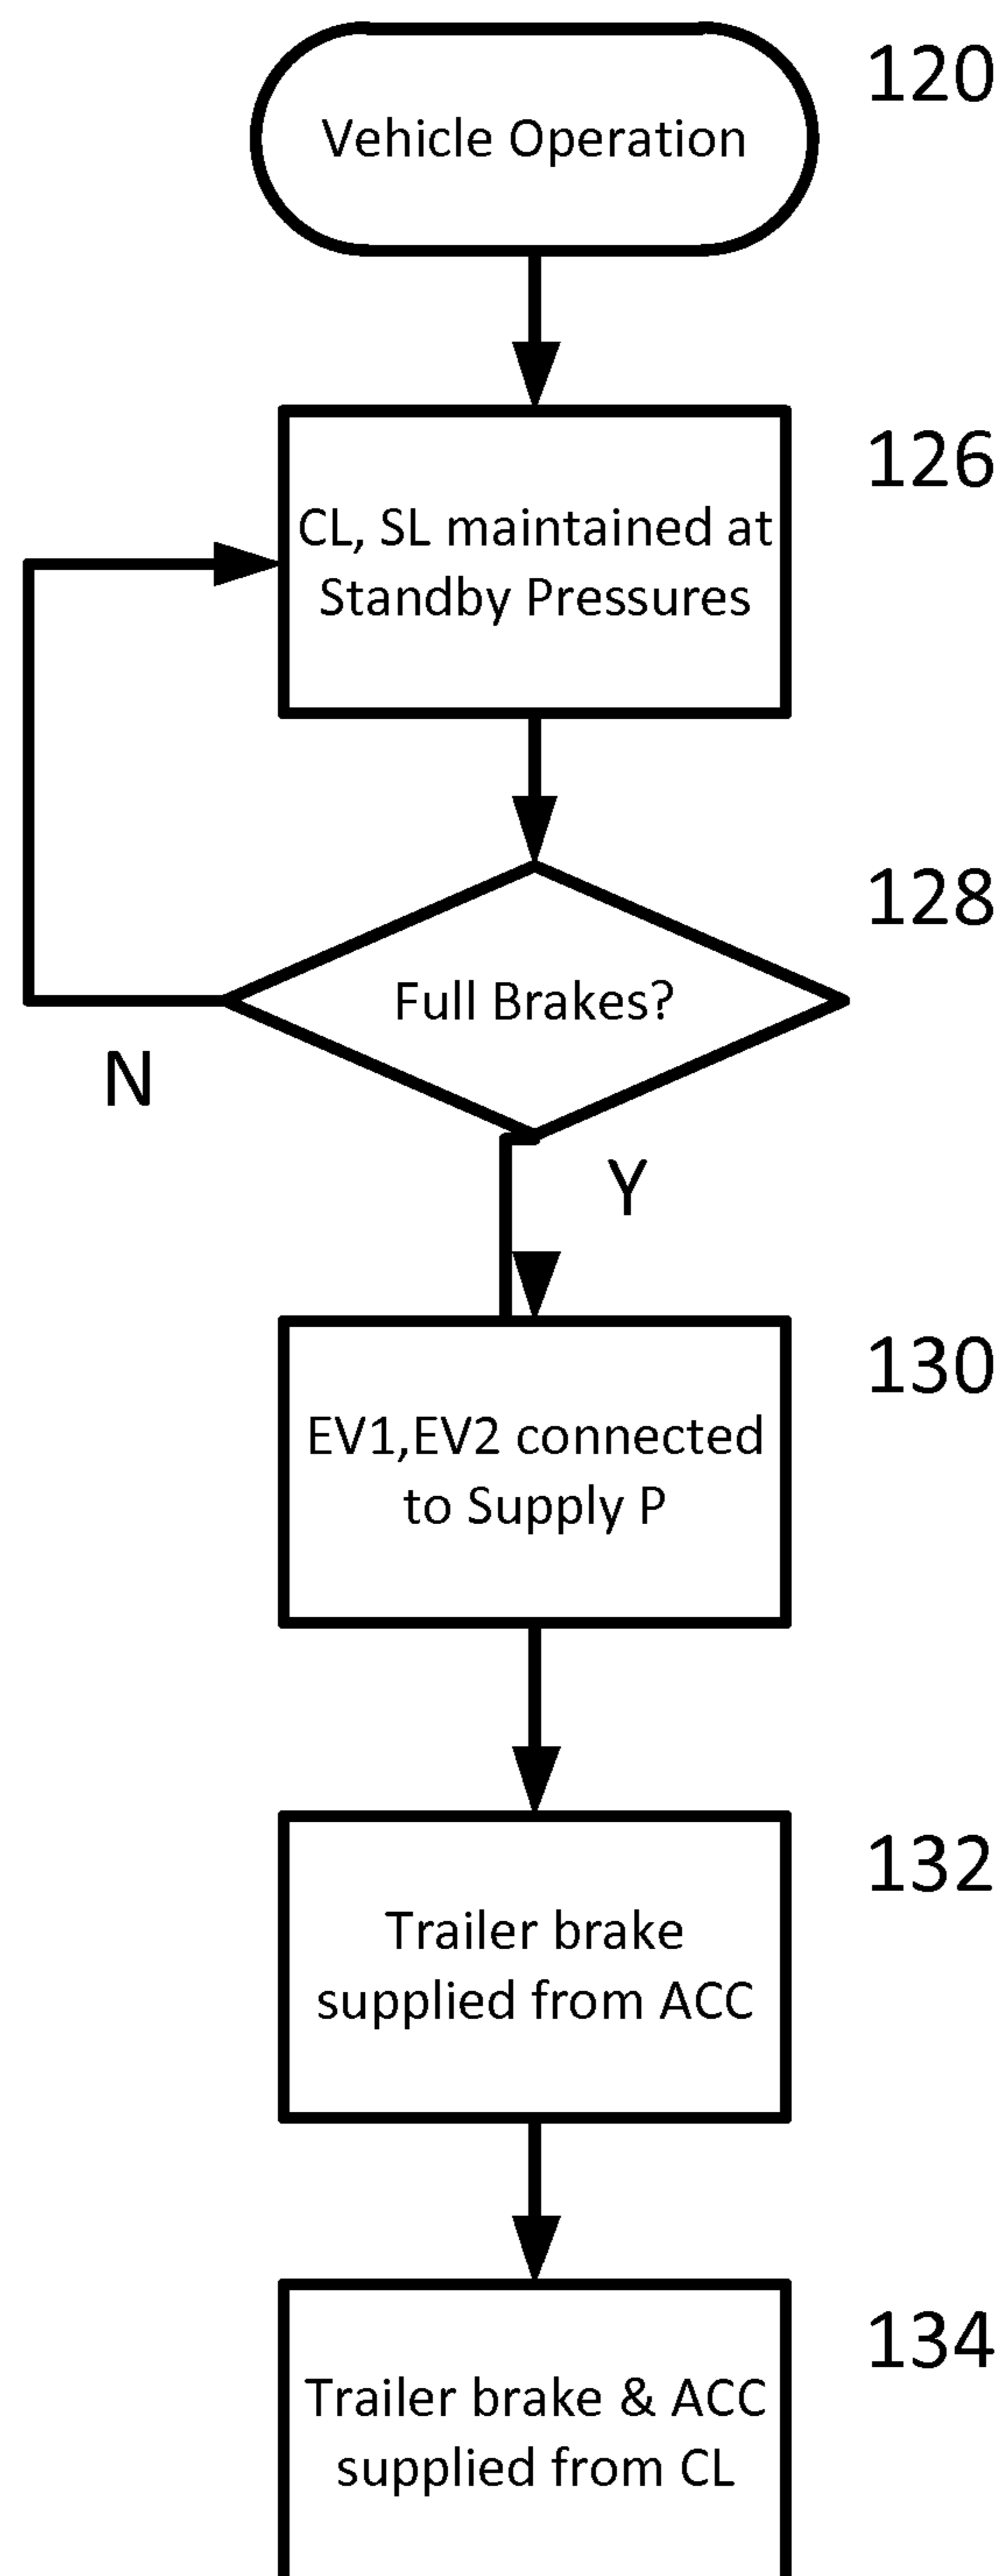 120
Vehicle Operation
126
CL, SL maintained at
Standby Pressures
128
Full Brakes?
N
Y
130
EV1,EV2 connected
to Supply P
132
Trailer brake
supplied from ACC
134
Trailer brake & ACC
supplied from CL